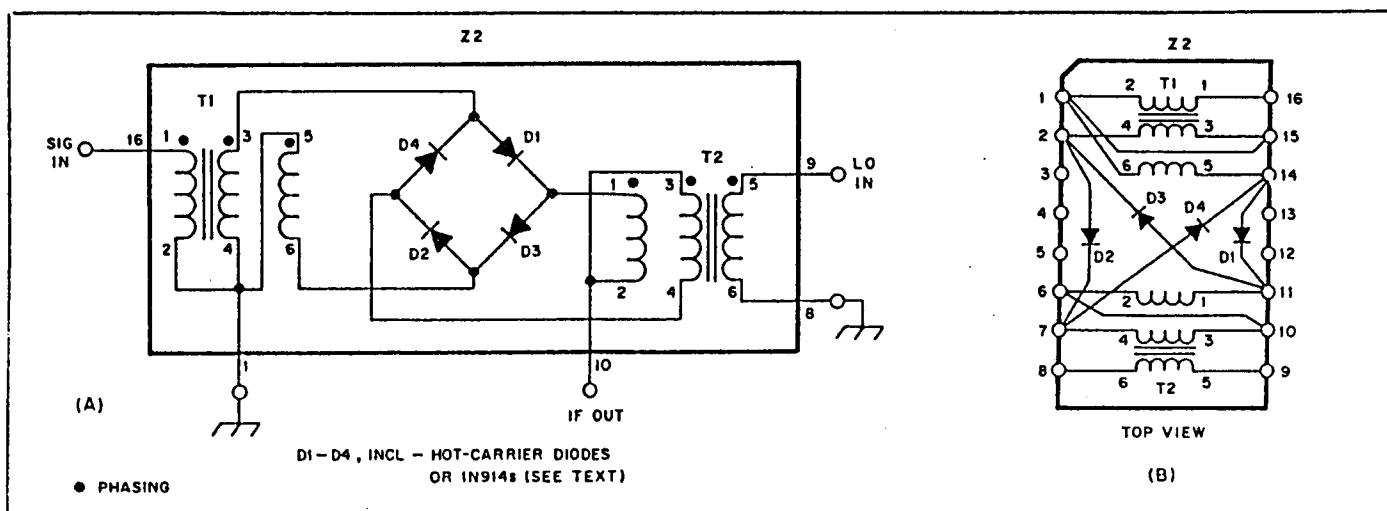 Z2
T1
1 3 5
16
SIG
IN
D4 D1
T2
9 LO
IN
1 3 5
D2 D3
2 4 6
2 4 6
8
1
10
IF OUT
(A)
D1-D4, INCL - HOT-CARRIER DIODES
OR 1N914s (SEE TEXT)
● PHASING
Z2
2 T1 1
1 16
4 3
2 15
6 5
3 14
D3 D4
4 13
5 12
D2 D1
6 11
2 1
7 10
4 3
8 9
6 T2 5
TOP VIEW
(B)